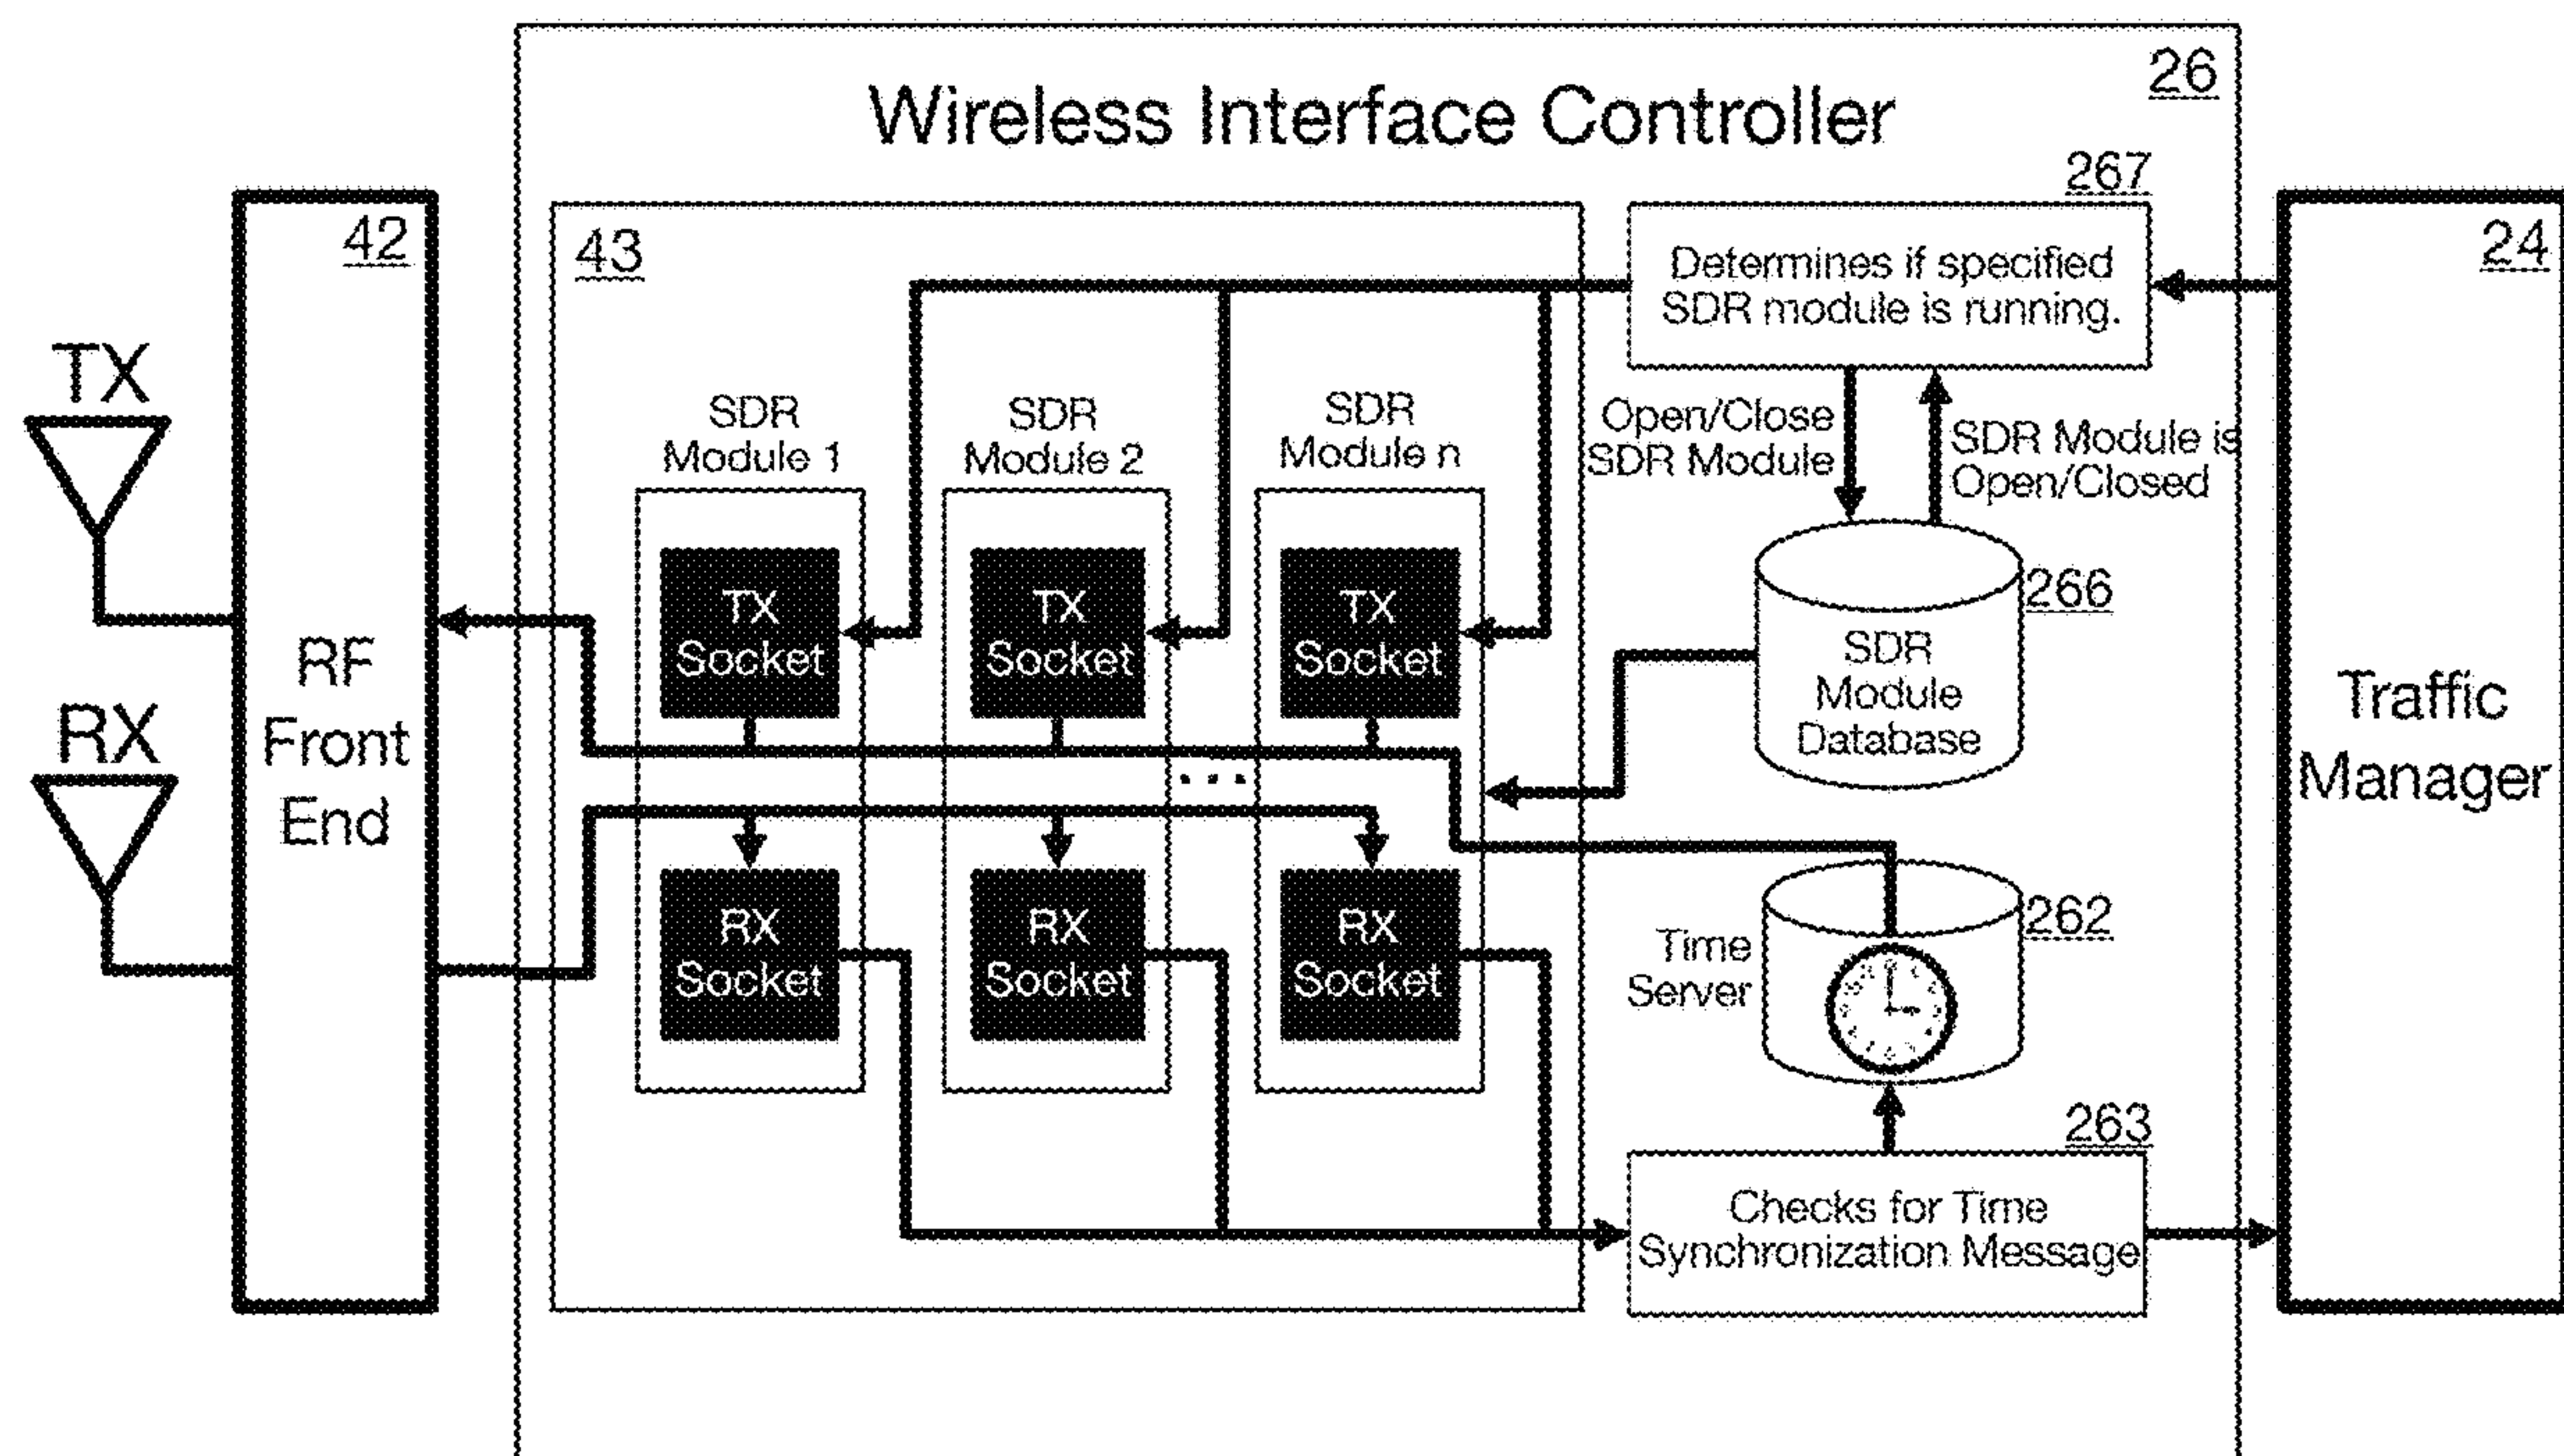 26
Wireless Interface Controller
267
42
43
Determines if specified
SDR module is running.
24
TX
SDR
Module 1
SDR
Module 2
SDR
Module n
Open/Close
SDR Module
SDR Module is
Open/Closed
TX
Socket
TX
Socket
TX
Socket
266
SDR
Module
Database
RF
Front
End
RX
Traffic
Manager
...
RX
Socket
RX
Socket
RX
Socket
Time
Server
262
263
Checks for Time
Synchronization Message